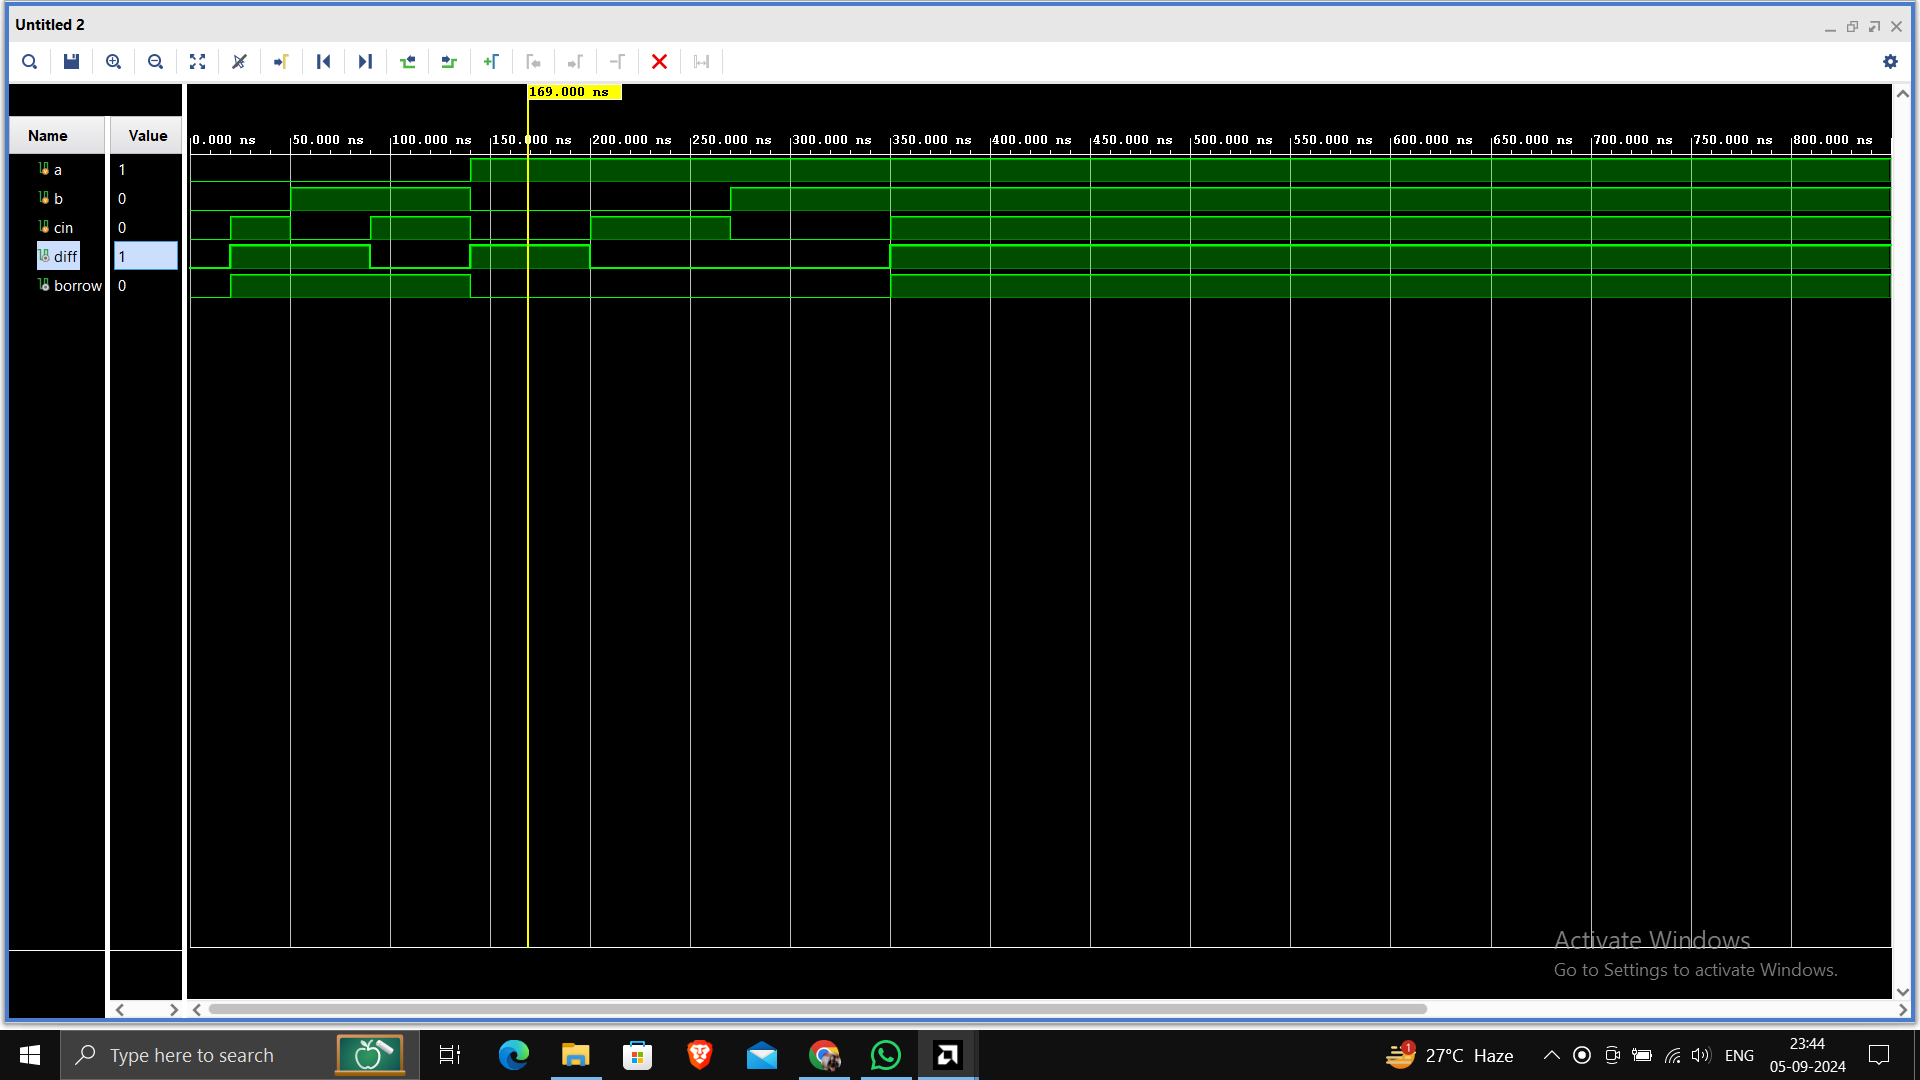 Untitled 2
169.000 ns
Name Value
0.000 ns 50.000 ns 100.000 ns 150.000 ns 200.000 ns 250.000 ns 300.000 ns 350.000 ns 400.000 ns 450.000 ns 500.000 ns 550.000 ns 600.000 ns 650.000 ns 700.000 ns 750.000 ns 800.000 ns
a 1
b 0
cin 0
diff 1
borrow 0
Activate Windows
Go to Settings to activate Windows.
Type here to search
1
27°C Haze
ENG
23:44
05-09-2024